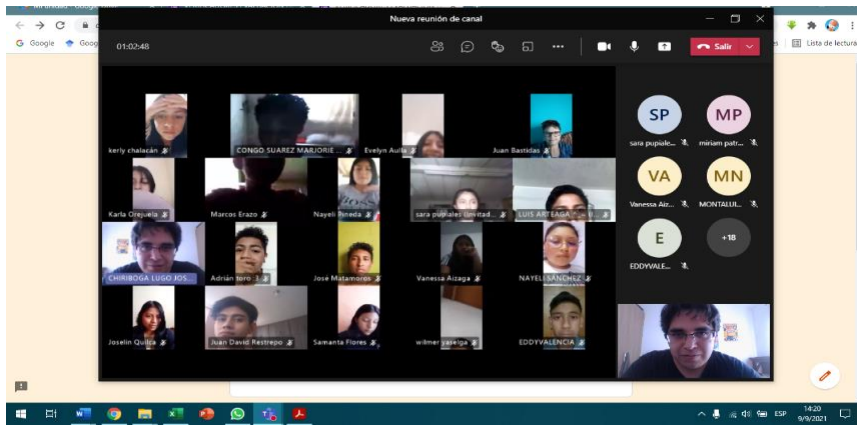 Nueva reunión de canal
Google
Goog
Lista de lectura
01:02:48
Salir
kerly chalacán
CONGO SUAREZ MARJORIE ...
Evelyn Aulla
Juan Bastidas
SP
MP
sara pupiale...
miriam patr...
Karla Orejuela
Marcos Erazo
Nayeli Pineda
sara pupiales (Invitad...
LUIS ARTEAGA
VA
MN
Vanessa Aiz...
MONTALUI...
CHIRIBOGA LUGO JOS...
Adrián toro :3
José Matamoros
Vanessa Aizaga
NAYELI SANCHEZ
E
+18
EDDYVALE...
Joselin Quilca
Juan David Restrepo
Samanta Flores
wilmer yaselga
EDDYVALENCIA
ESP
14:20
9/9/2021